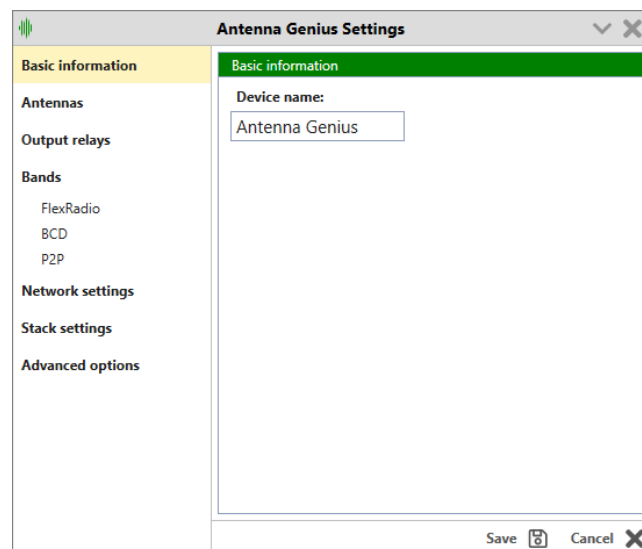 Antenna Genius Settings
Basic information
Antennas
Output relays
Bands
FlexRadio
BCD
P2P
Network settings
Stack settings
Advanced options
Basic information
Device name:
Antenna Genius
Save
Cancel